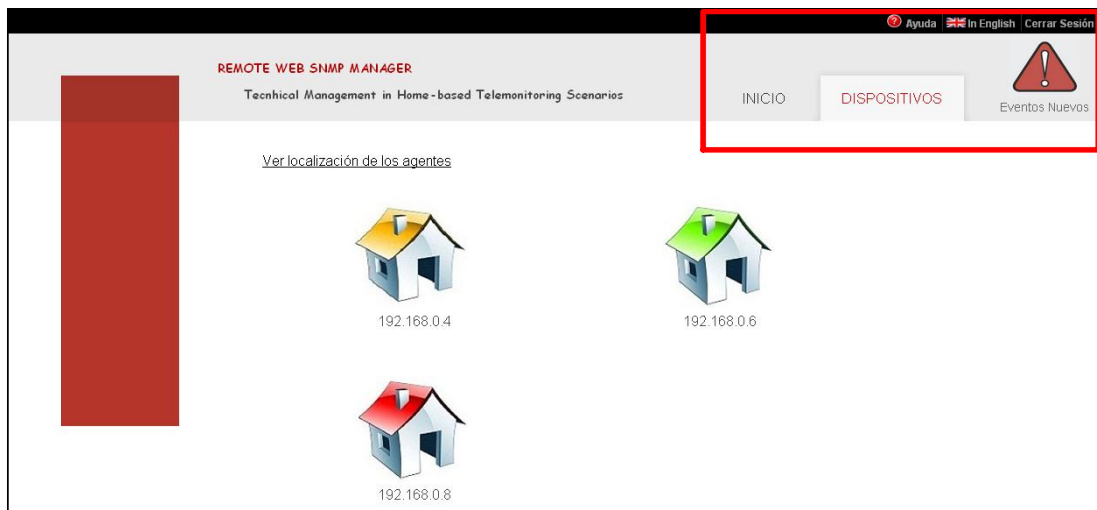 Ayuda In English Cerrar Sesión
REMOTE WEB SNMP MANAGER
Tecnhical Management in Home-based Telemonitoring Scenarios
INICIO DISPOSITIVOS Eventos Nuevos
Ver localización de los agentes
192.168.0.4 192.168.0.6
192.168.0.8